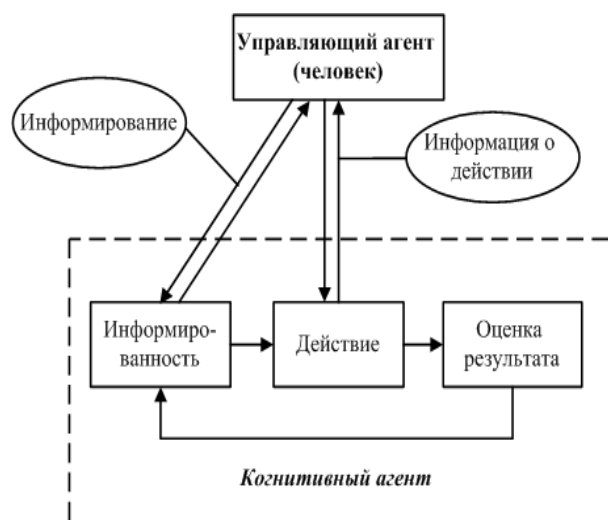 Управляющий агент
(человек)
Информирование
Информация о
действии
Информиро-
ванность
Действие
Оценка
результата
Когнитивный агент